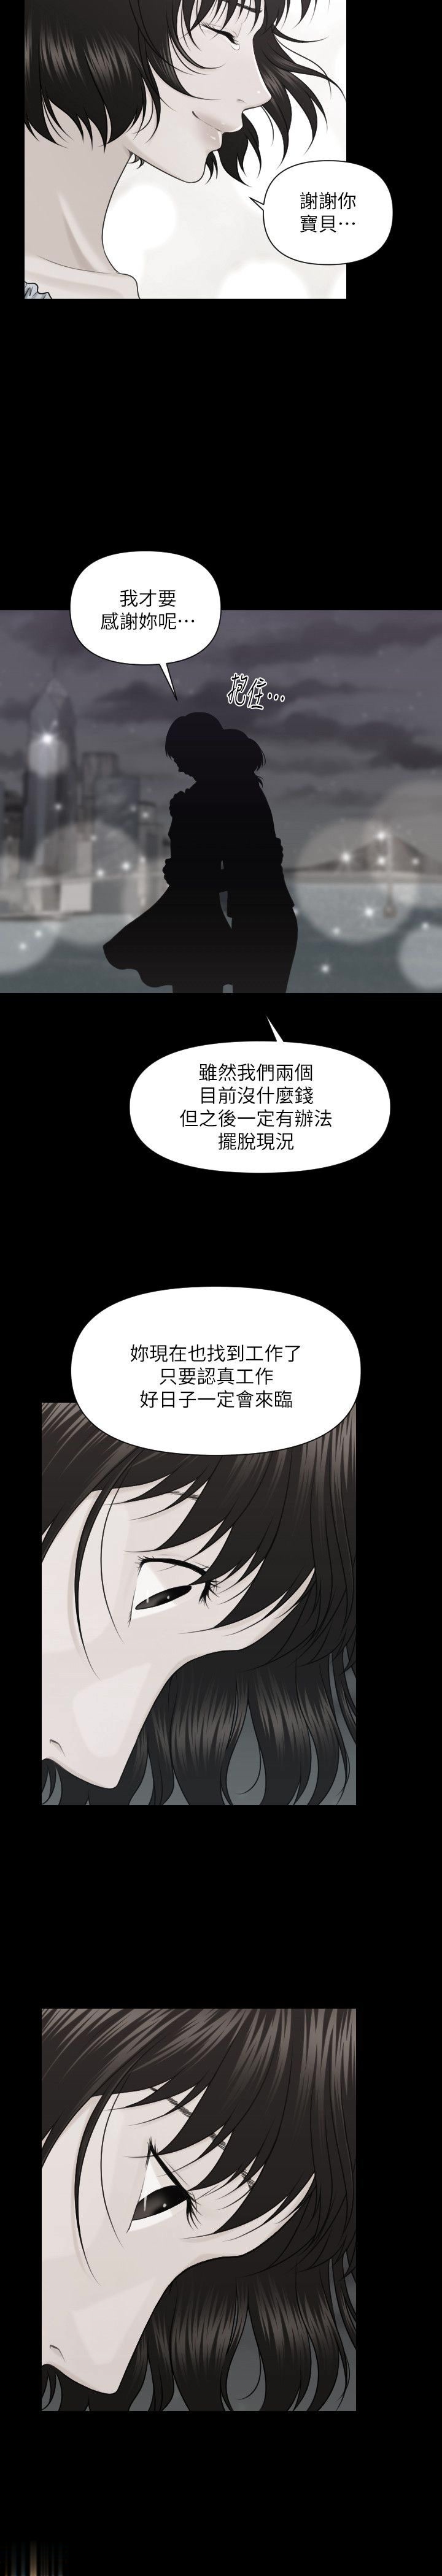 謝謝你
寶貝…
我才要
感謝妳呢…
抱住…
雖然我們兩個
目前沒什麼錢
但之後一定有辦法
擺脫現況
妳現在也找到工作了
只要認真工作
好日子一定會來臨